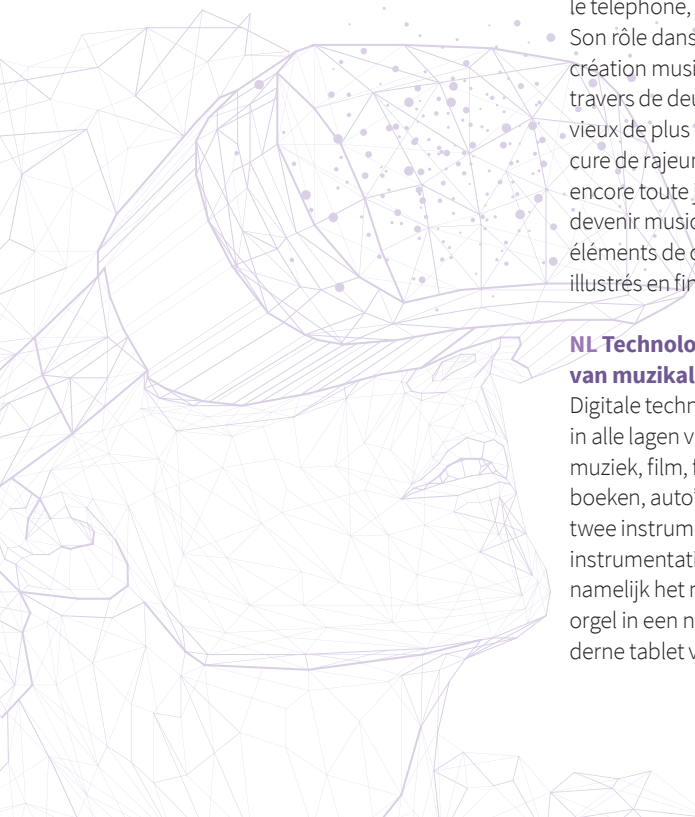 le téléphone,
Son rôle dans
création musi
travers de deu
vieux de plus
cure de rajeun
encore toute j
devenir music
éléments de c
illustrés en fin
NL Technolo
van muzikal
Digitale techn
in alle lagen v
muziek, film, f
boeken, auto'
twee instrum
instrumentati
namelijk het m
orgel in een n
derne tablet v